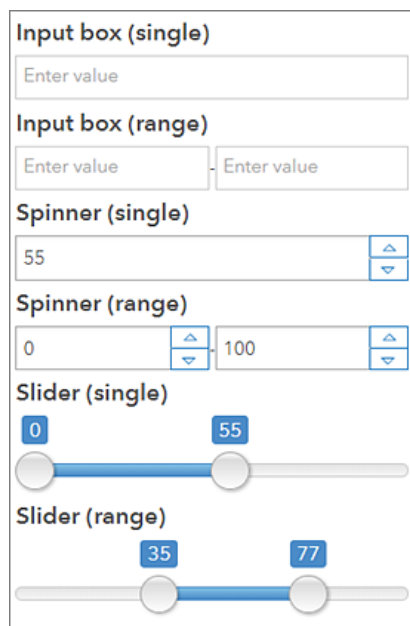 Input box (single)
Enter value
Input box (range)
Enter value - Enter value
Spinner (single)
55
Spinner (range)
0 - 100
Slider (single)
0 55
Slider (range)
35 77